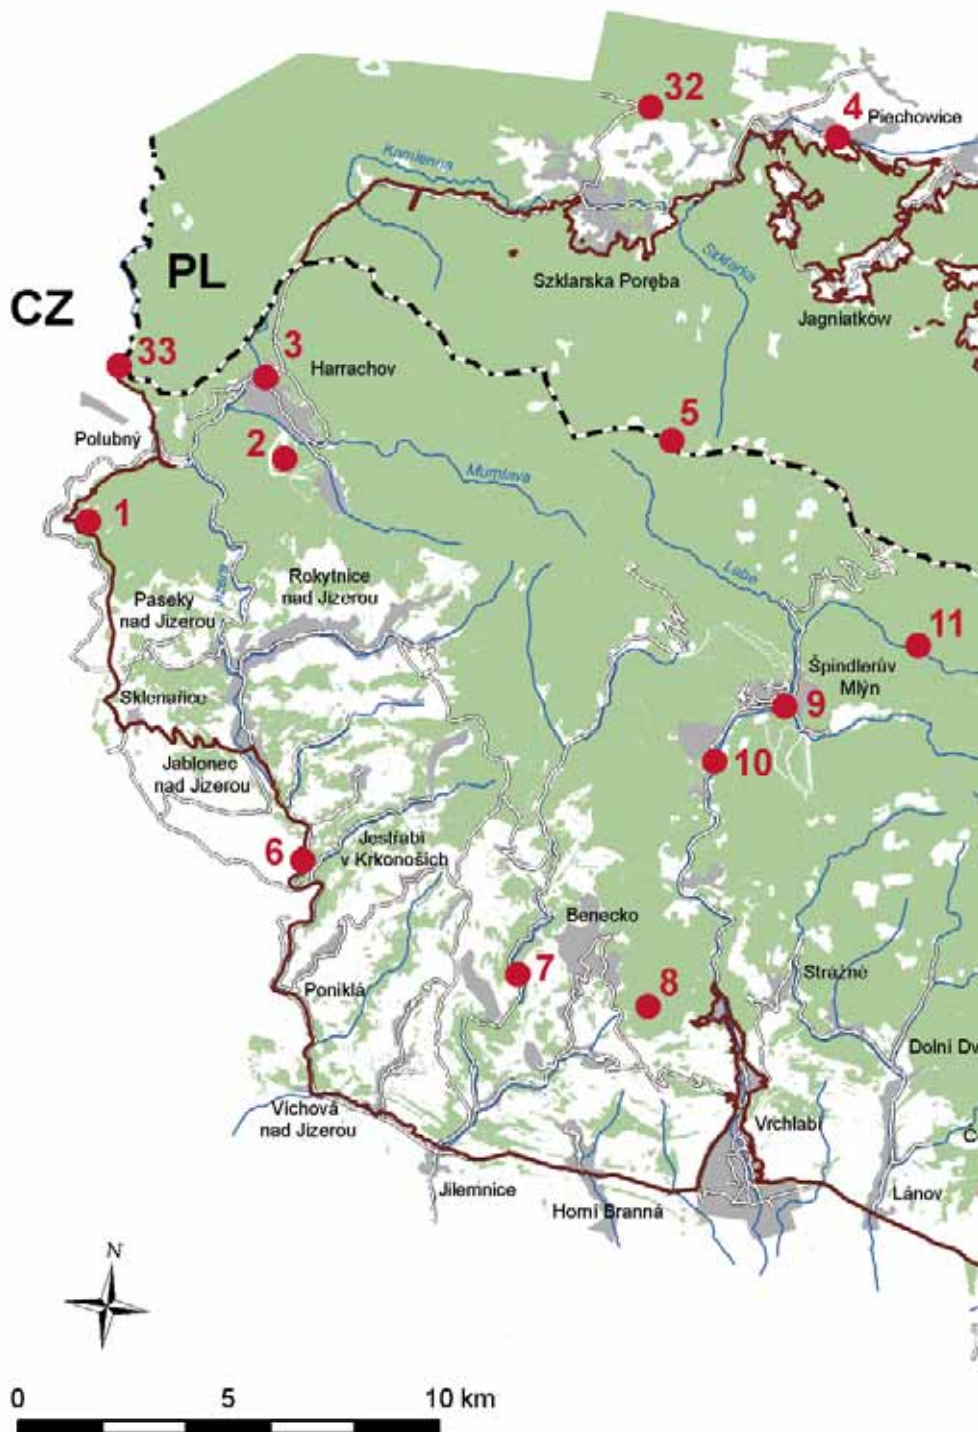 32
4
Piechowice
Kamienna
PL
CZ
Szklarka
Szklarska Poręba
Jagniatków
33
3
Harrachov
5
Polubný
2
Mumlava
1
Labe
Rokytnice
nad Jizerou
Jizera
Paseky
nad Jizerou
11
Špindlerův
Mlýn
Sklenařice
9
Jablonec
nad Jizerou
10
6
Jestřabí
v Krkonoších
Benecko
7
Strážné
Poniklá
8
Dolní Dv
Víchová
nad Jizerou
Vrchlabí
Č
Jilemnice
Lánov
Horní Branná
N
0 5 10 km